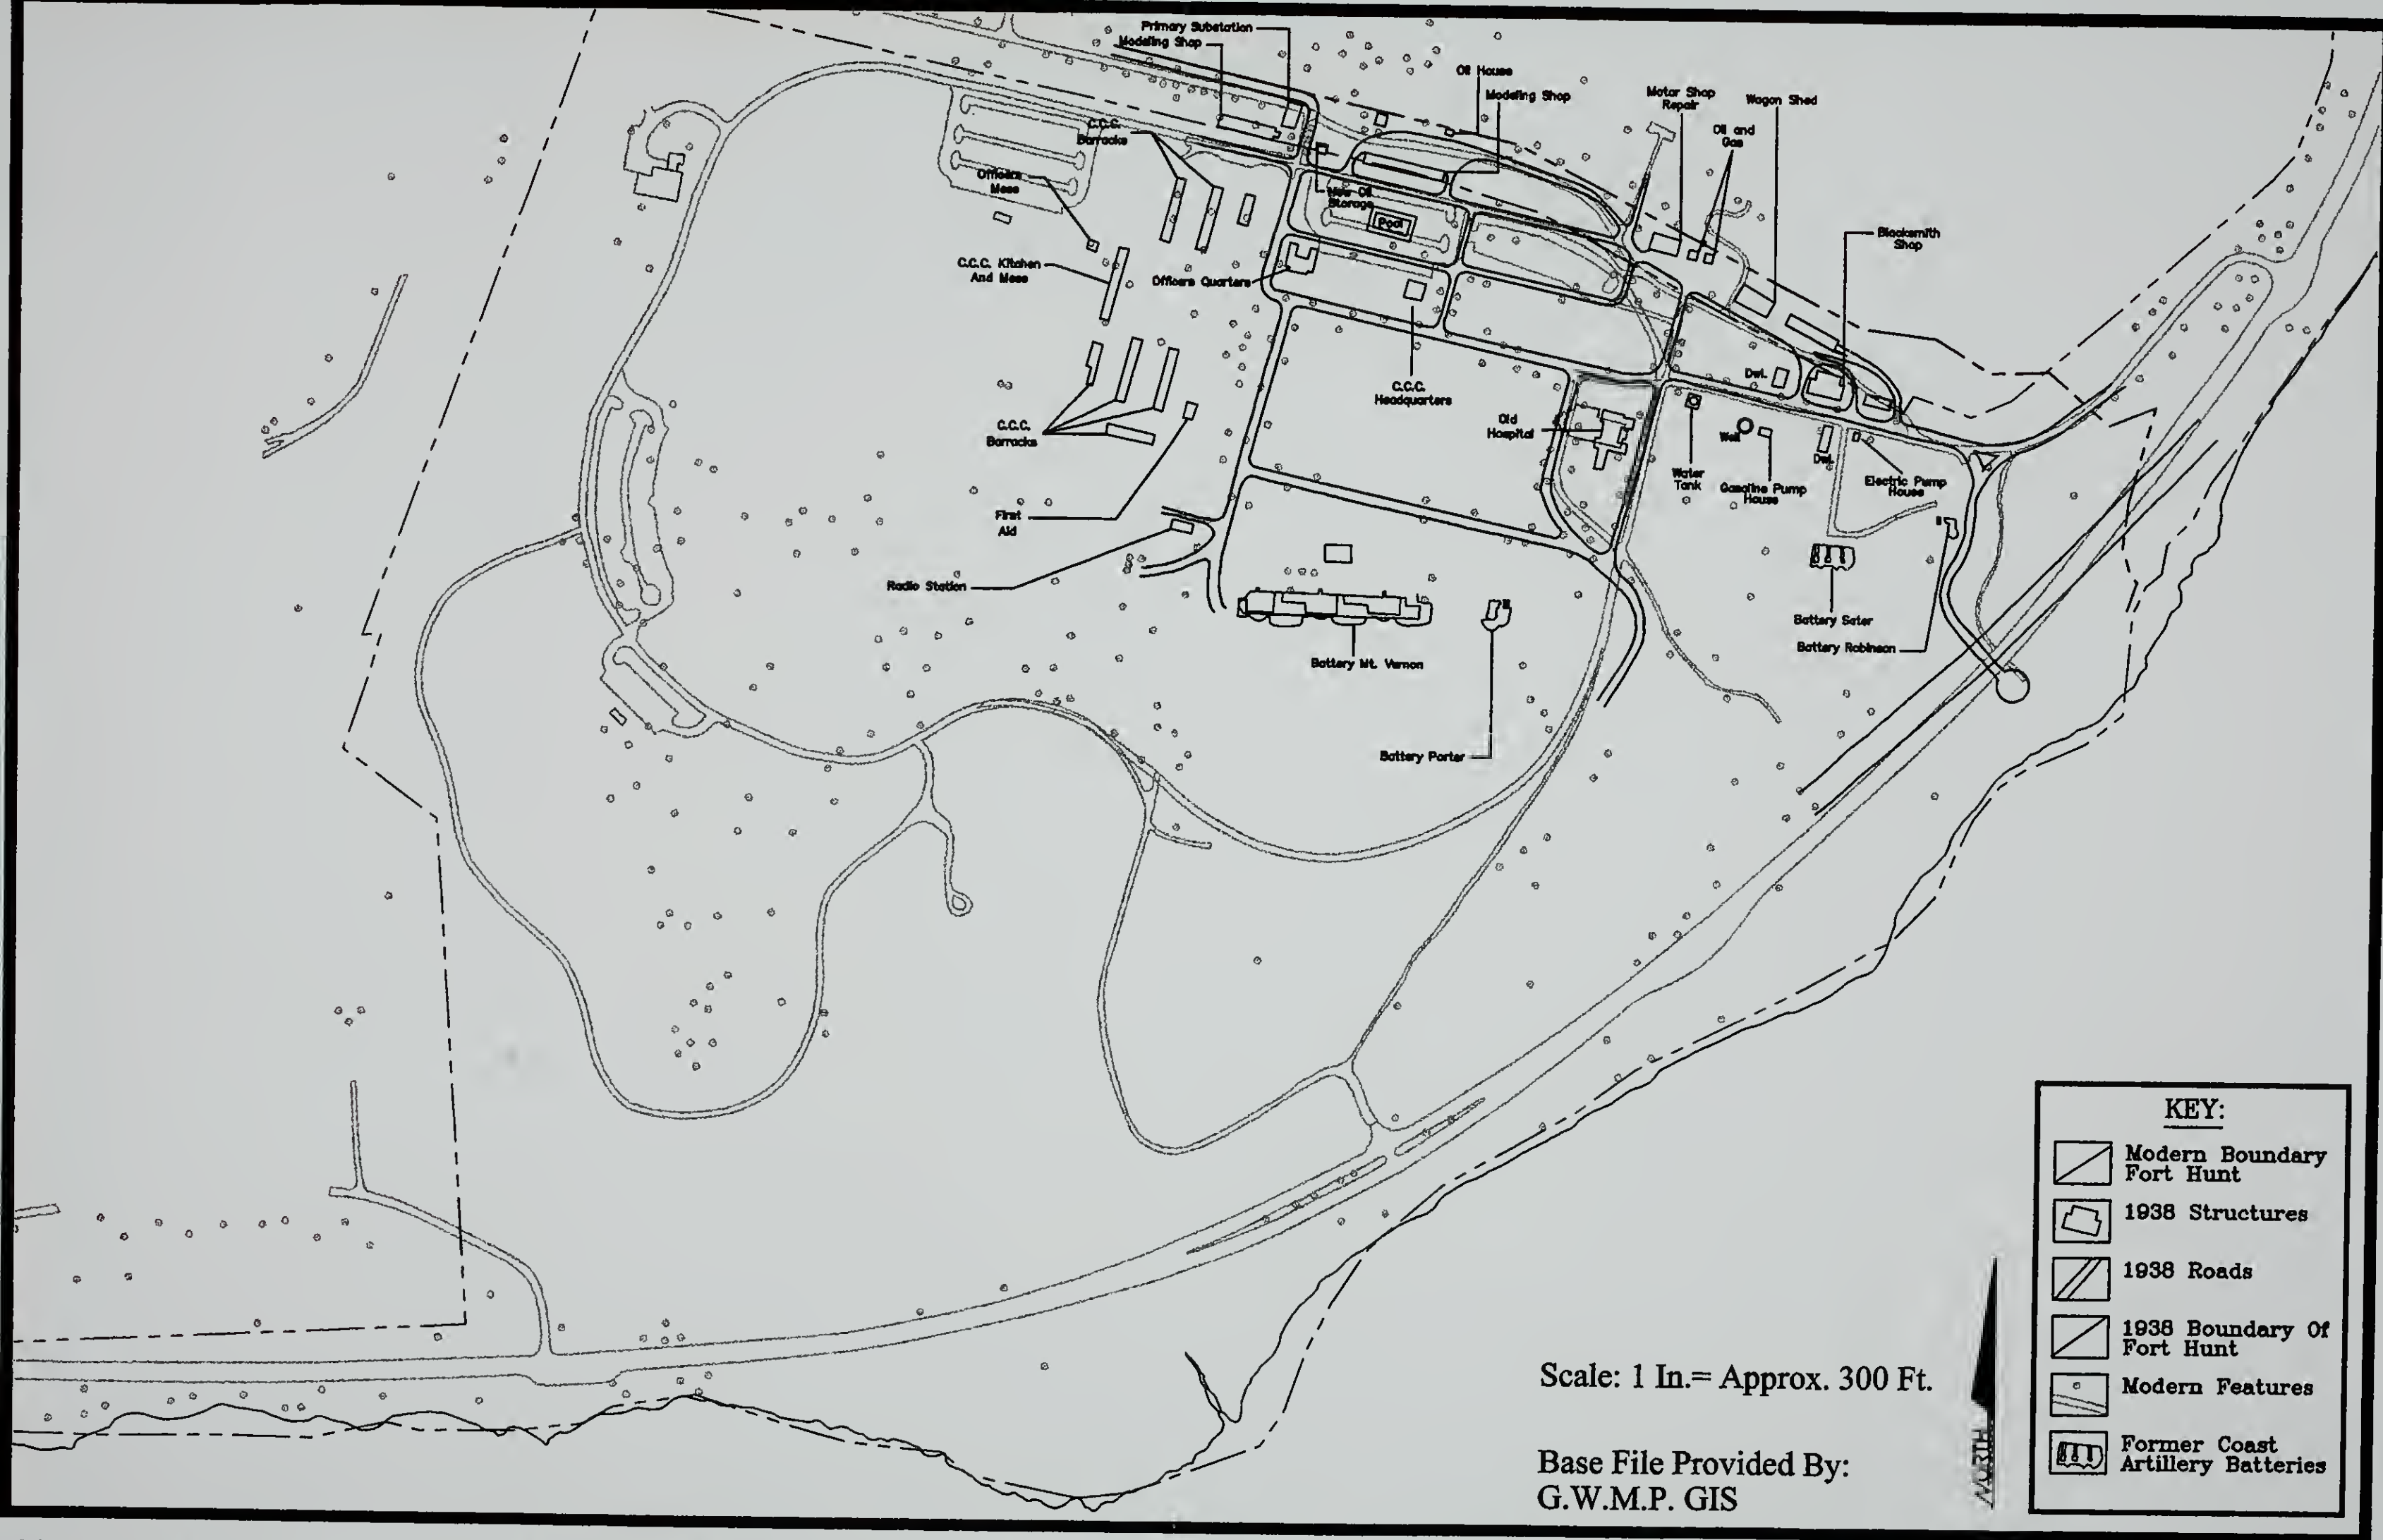 Primary Substation
Modeling Shop
Oil House
Modeling Shop
Motor Shop
Repair
Wagon Shed
Oil and
Gas
C.C.C.
Barracks
Officers
Mess
New Oil
Storage
Pool
Blacksmith
Shop
C.C.C. Kitchen
And Mess
Officers Quarters
C.C.C.
Headquarters
Dwl.
Old
Hospital
C.C.C.
Barracks
Well
Dwl.
Water
Tank
Gasoline Pump
House
Electric Pump
House
First
Aid
Radio Station
Battery Sater
Battery Robinson
Battery Mt. Vernon
Battery Porter
KEY:
Modern Boundary
Fort Hunt
1938 Structures
1938 Roads
1938 Boundary Of
Fort Hunt
Modern Features
Former Coast
Artillery Batteries
Scale: 1 In.= Approx. 300 Ft.
Base File Provided By:
G.W.M.P. GIS
NORTH